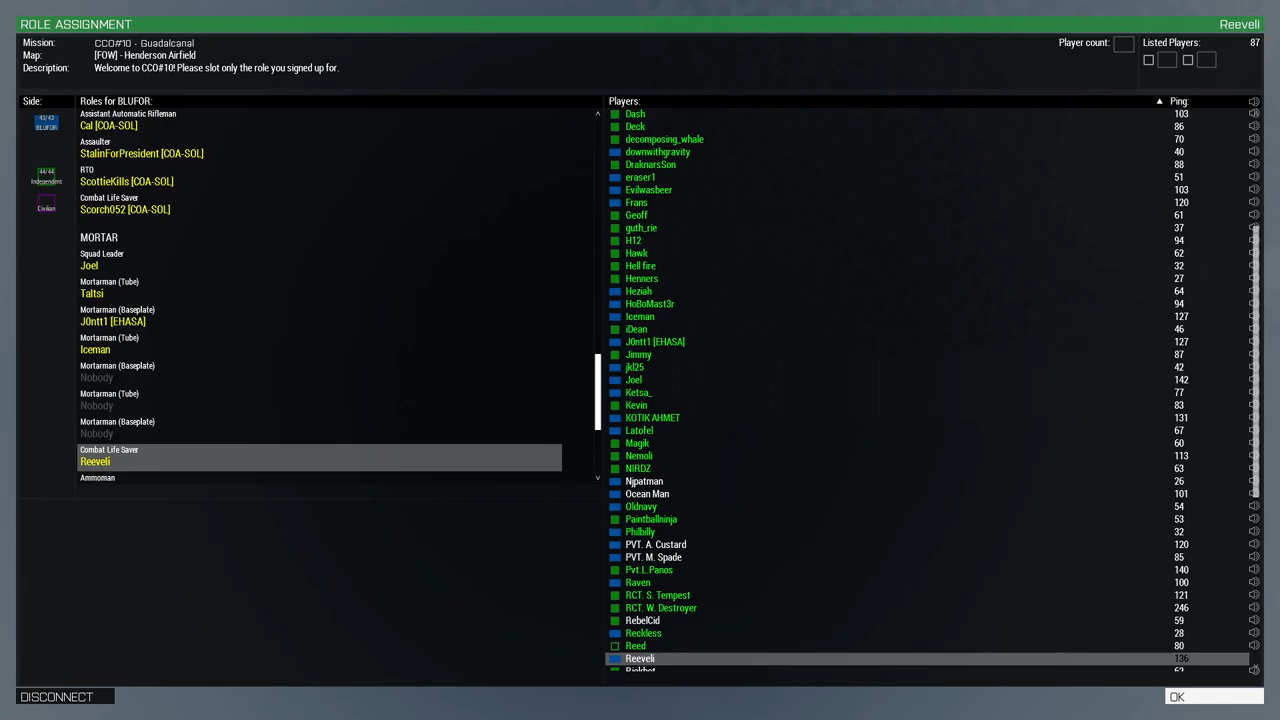 ROLE ASSIGNMENT
Reeveli
Mission: CCO#10 - Guadalcanal
Map: [FOW] - Henderson Airfield
Description: Welcome to CCO#10! Please slot only the role you signed up for.
Player count:
Listed Players: 87
Side:
43/43
BLUFOR
44/44
Independent
Civilian
Roles for BLUFOR:
Assistant Automatic Rifleman
Cal [COA-SOL]
Assaulter
StalinForPresident [COA-SOL]
RTO
ScottieKills [COA-SOL]
Combat Life Saver
Scorch052 [COA-SOL]
MORTAR
Squad Leader
Joel
Mortarman (Tube)
Taltsi
Mortarman (Baseplate)
J0ntt1 [EHASA]
Mortarman (Tube)
Iceman
Mortarman (Baseplate)
Nobody
Mortarman (Tube)
Nobody
Mortarman (Baseplate)
Nobody
Combat Life Saver
Reeveli
Ammoman
Players: Ping:
Dash 103
Deck 86
decomposing_whale 70
downwithgravity 40
DraknarsSon 88
eraser1 51
Evilwasbeer 103
Frans 120
Geoff 61
guth_rie 37
H12 94
Hawk 62
Hell fire 32
Henners 27
Heziah 64
HoBoMast3r 94
Iceman 127
iDean 46
J0ntt1 [EHASA] 127
Jimmy 87
jkl25 42
Joel 142
Ketsa_ 77
Kevin 83
KOTIK AHMET 131
Latofel 67
Magik 60
Nemoli 113
NIRDZ 63
Njpatman 26
Ocean Man 101
Oldnavy 54
Paintballninja 53
Philbilly 32
PVT. A. Custard 120
PVT. M. Spade 85
Pvt.L.Panos 140
Raven 100
RCT. S. Tempest 121
RCT. W. Destroyer 246
RebelCid 59
Reckless 28
Reed 80
Reeveli 136
DISCONNECT
OK